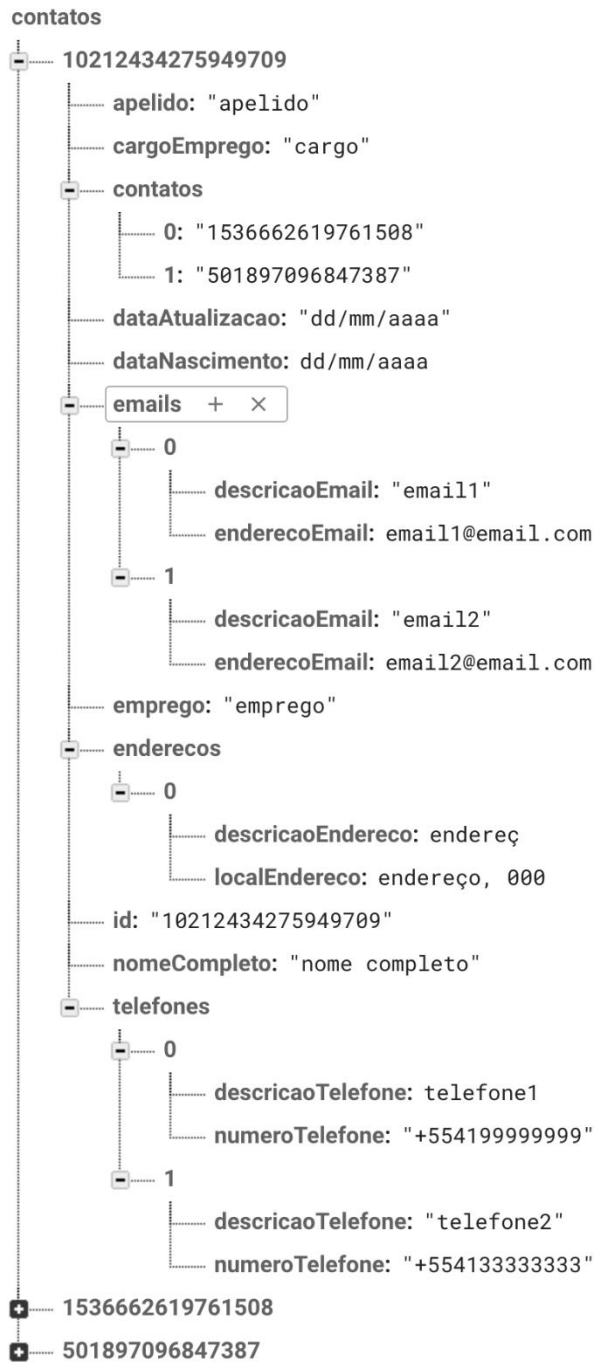 contatos
10212434275949709
apelido: "apelido"
cargoEmprego: "cargo"
contatos
0: "1536662619761508"
1: "501897096847387"
dataAtualizacao: "dd/mm/aaaa"
dataNascimento: dd/mm/aaaa
emails + ×
0
descricaoEmail: "email1"
enderecoEmail: email1@email.com
1
descricaoEmail: "email2"
enderecoEmail: email2@email.com
emprego: "emprego"
enderecos
0
descricaoEndereco: endereç
localEndereco: endereço, 000
id: "10212434275949709"
nomeCompleto: "nome completo"
telefones
0
descricaoTelefone: telefone1
numeroTelefone: "+554199999999"
1
descricaoTelefone: "telefone2"
numeroTelefone: "+554133333333"
1536662619761508
501897096847387